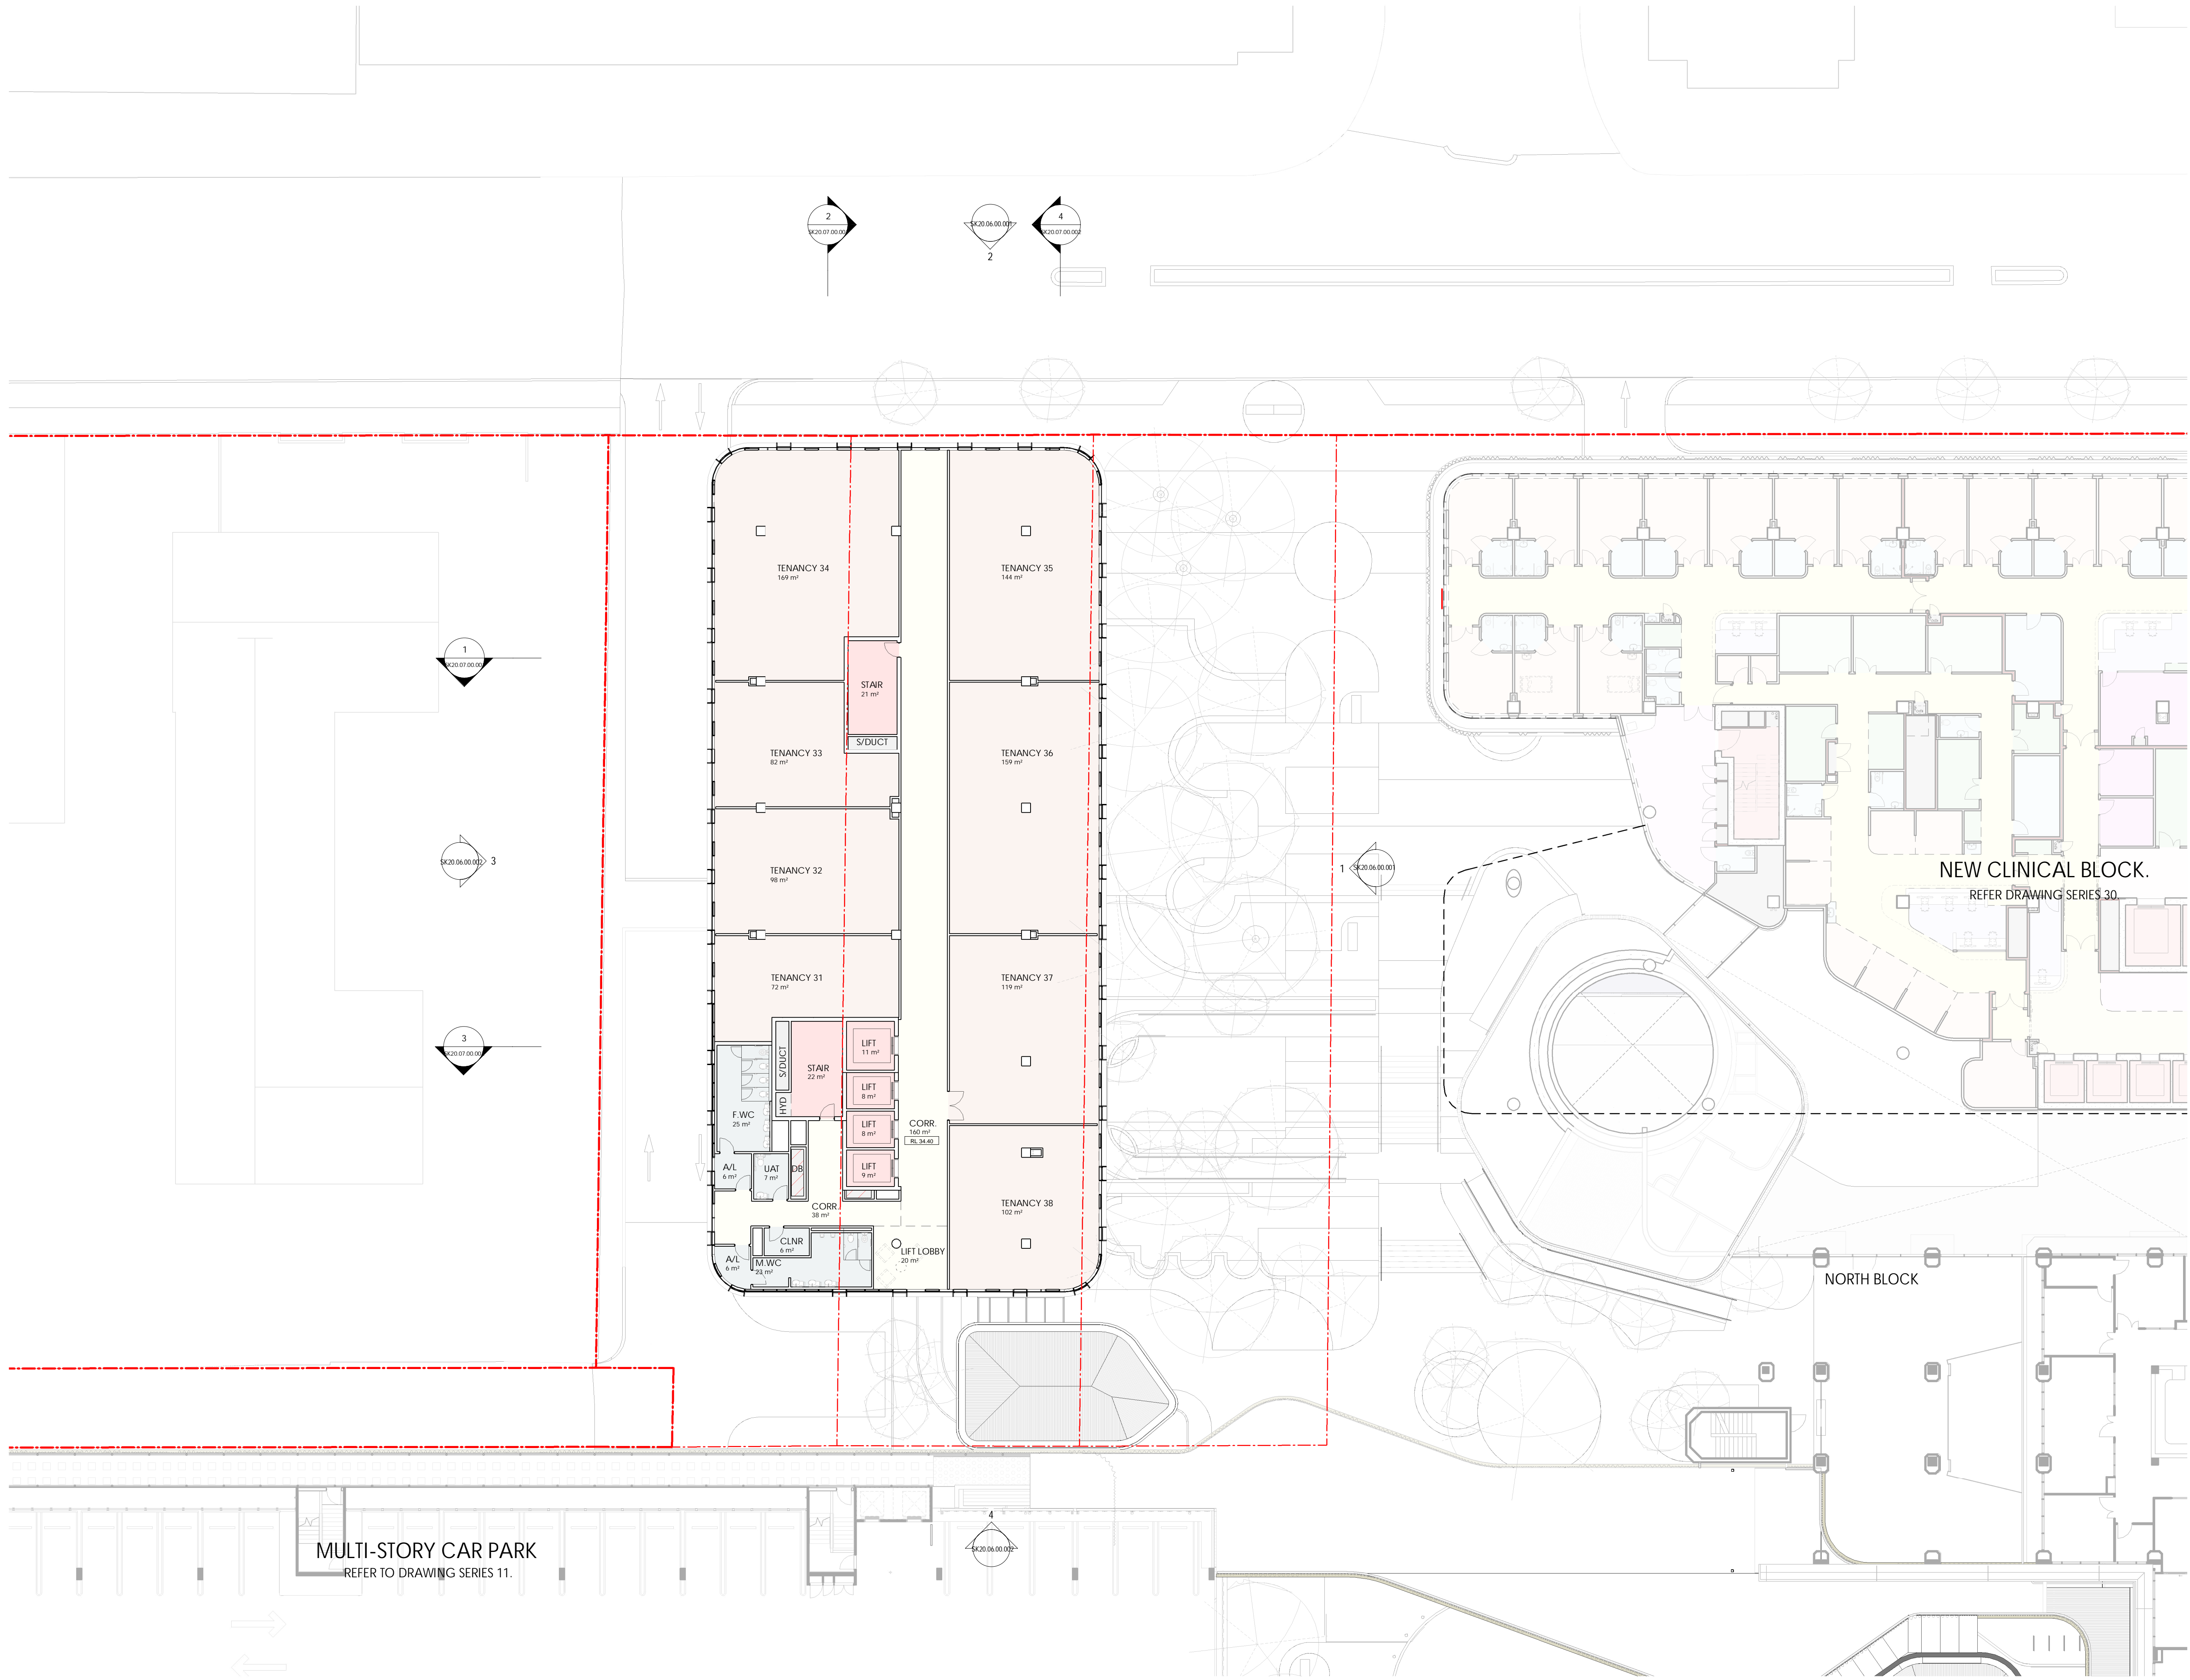 2
SK20.07.00.00
SK20.06.00.001
2
4
SK20.07.00.002
TENANCY 34
169 m²
TENANCY 35
144 m²
1
SK20.07.00.00
STAIR
21 m²
S/DUCT
TENANCY 33
82 m²
TENANCY 36
159 m²
SK20.06.00.002
3
TENANCY 32
98 m²
1
SK20.06.00.001
NEW CLINICAL BLOCK.
REFER DRAWING SERIES 30.
TENANCY 31
72 m²
TENANCY 37
119 m²
3
SK20.07.00.00
S/DUCT
STAIR
22 m²
LIFT
11 m²
LIFT
8 m²
HYD
F.WC
25 m²
LIFT
8 m²
CORR.
160 m²
RL 34.40
A/L
6 m²
UAT
7 m²
DB
LIFT
9 m²
CORR.
38 m²
TENANCY 38
102 m²
CLNR
6 m²
A/L
6 m²
M.WC
23 m²
LIFT LOBBY
20 m²
NORTH BLOCK
4
SK20.06.00.002
MULTI-STORY CAR PARK
REFER TO DRAWING SERIES 11.